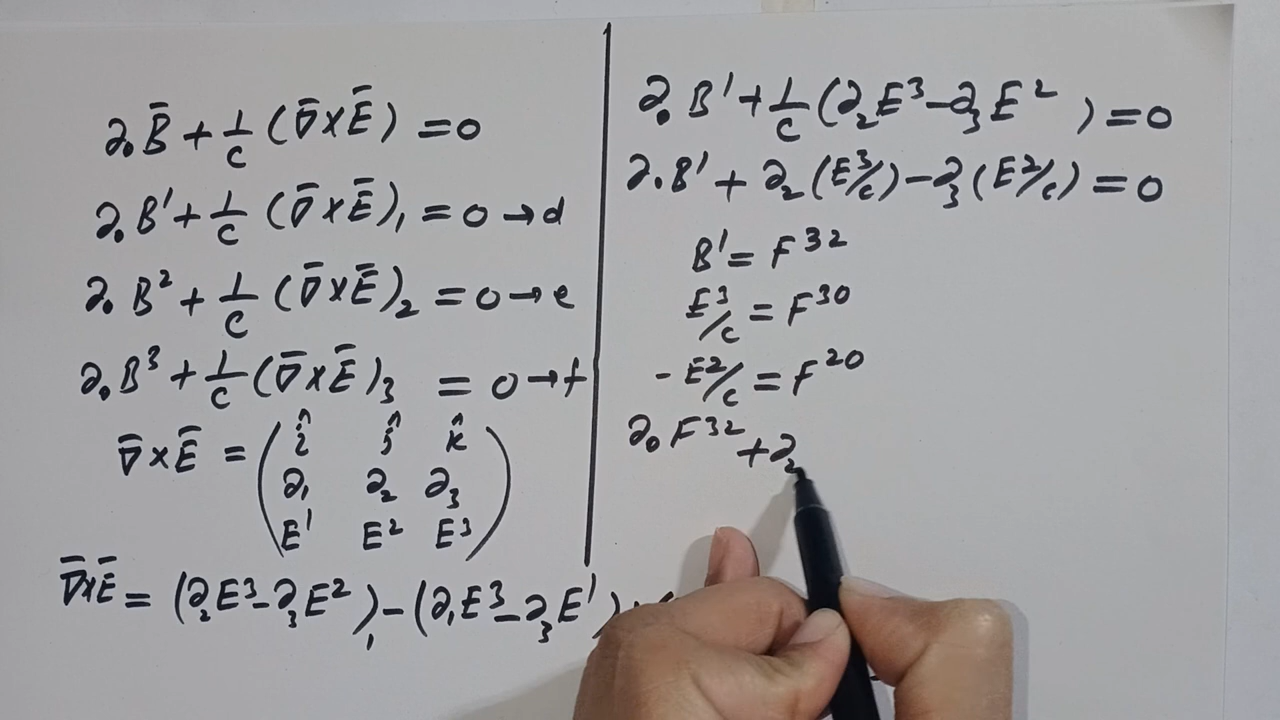 ∂₀B̄ + 1/c (∇̄×Ē) = 0
∂₀B¹ + 1/c (∇̄×Ē)₁ = 0 → d
∂₀B² + 1/c (∇̄×Ē)₂ = 0 → e
∂₀B³ + 1/c (∇̄×Ē)₃ = 0 → f
∇̄×Ē = ( î ĵ k̂
∂₁ ∂₂ ∂₃
E¹ E² E³ )
∇̄×Ē = (∂₂E³ - ∂₃E²)₁ - (∂₁E³ - ∂₃E¹)
∂₀B¹ + 1/c (∂₂E³ - ∂₃E²) = 0
∂₀B¹ + ∂₂(E³/c) - ∂₃(E²/c) = 0
B¹ = F³²
E³/c = F³⁰
- E²/c = F²⁰
∂₀F³² + ∂₂